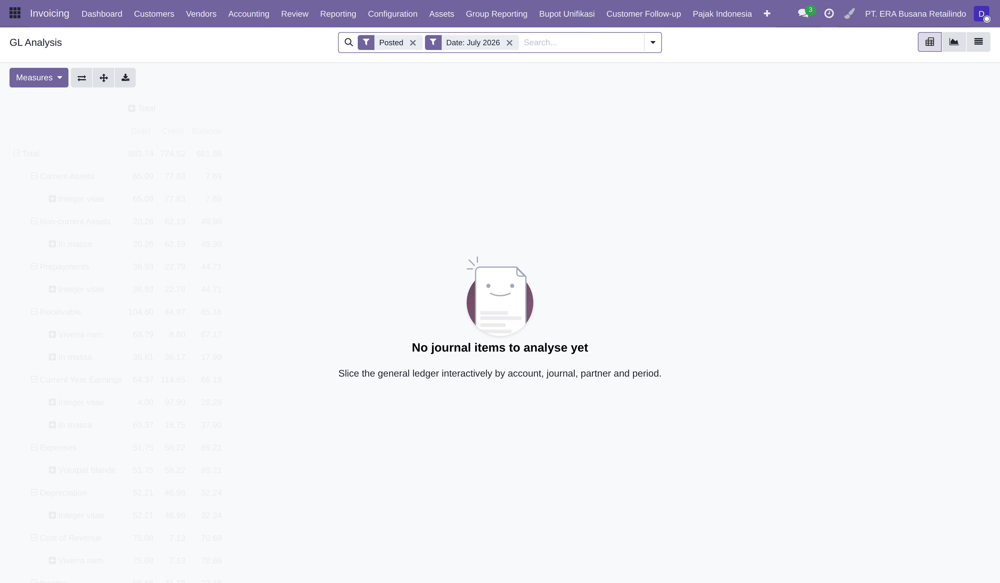 Invoicing Dashboard Customers Vendors Accounting Review Reporting Configuration Assets Group Reporting Bupot Unifikasi Customer Follow-up Pajak Indonesia 3 PT. ERA Busana Retailindo D
GL Analysis Posted Date: July 2026 Search...
Measures
Total
Debit Credit Balance
Total 883.74 774.52 661.88
Current Assets 65.09 77.83 7.69
Integer vitae 65.09 77.83 7.69
Non-current Assets 20.26 62.19 49.98
In massa 20.26 62.19 49.98
Prepayments 38.93 22.79 44.71
Integer vitae 38.93 22.79 44.71
Receivable 104.60 44.97 85.16
Viverra nam 68.79 8.80 67.17
In massa 35.81 36.17 17.99
Current Year Earnings 64.37 114.65 66.19
Integer vitae 4.00 97.90 28.29
In massa 60.37 16.75 37.90
Expenses 51.75 58.22 89.21
Volutpat blandit 51.75 58.22 89.21
Depreciation 52.21 46.98 32.24
Integer vitae 52.21 46.98 32.24
Cost of Revenue 75.08 7.13 70.69
Viverra nam 75.08 7.13 70.69
No journal items to analyse yet
Slice the general ledger interactively by account, journal, partner and period.